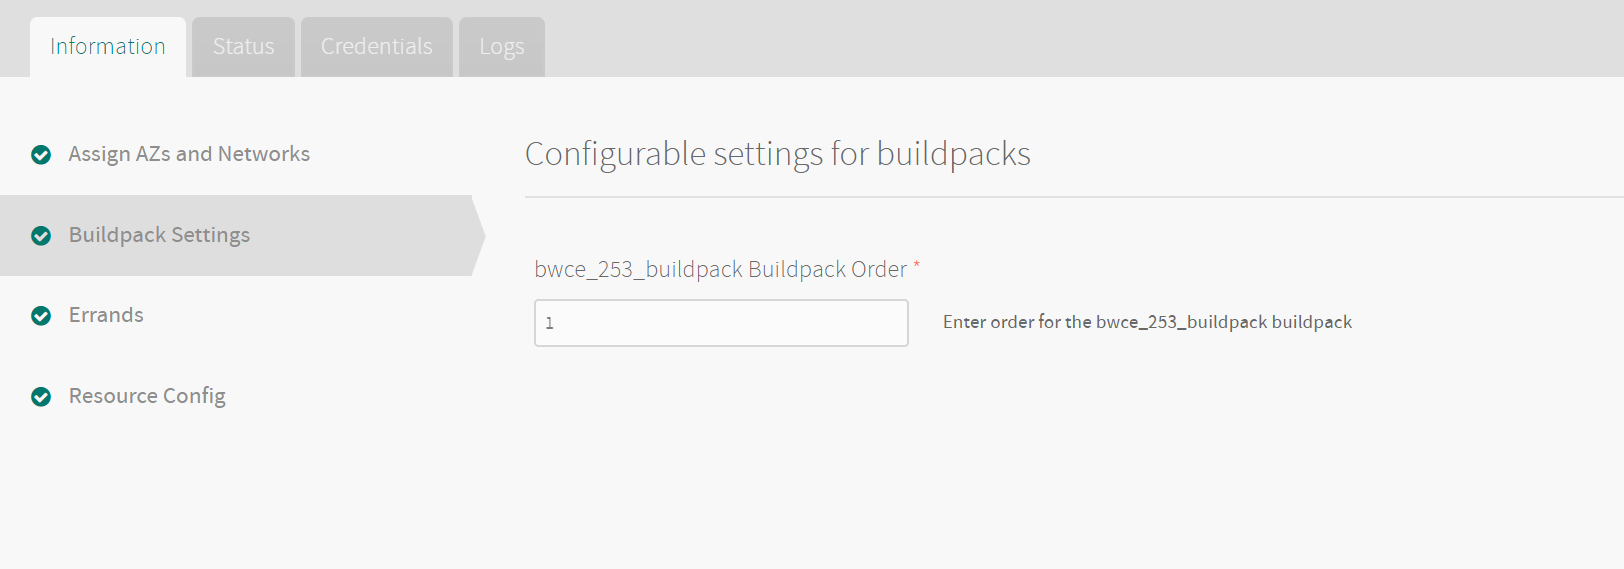 Information
Status
Credentials
Logs
Assign AZs and Networks
Buildpack Settings
Errands
Resource Config
Configurable settings for buildpacks
bwce_253_buildpack Buildpack Order *
1
Enter order for the bwce_253_buildpack buildpack